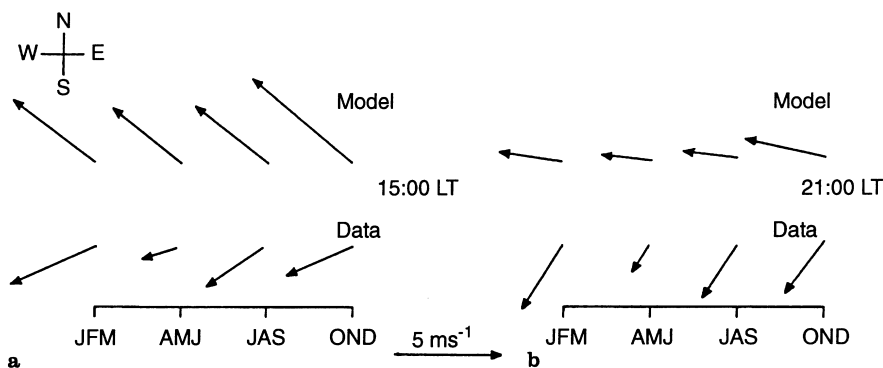 N
W E
S
Model Model
15:00 LT 21:00 LT
Data Data
JFM AMJ JAS OND JFM AMJ JAS OND
5 ms⁻¹
a b